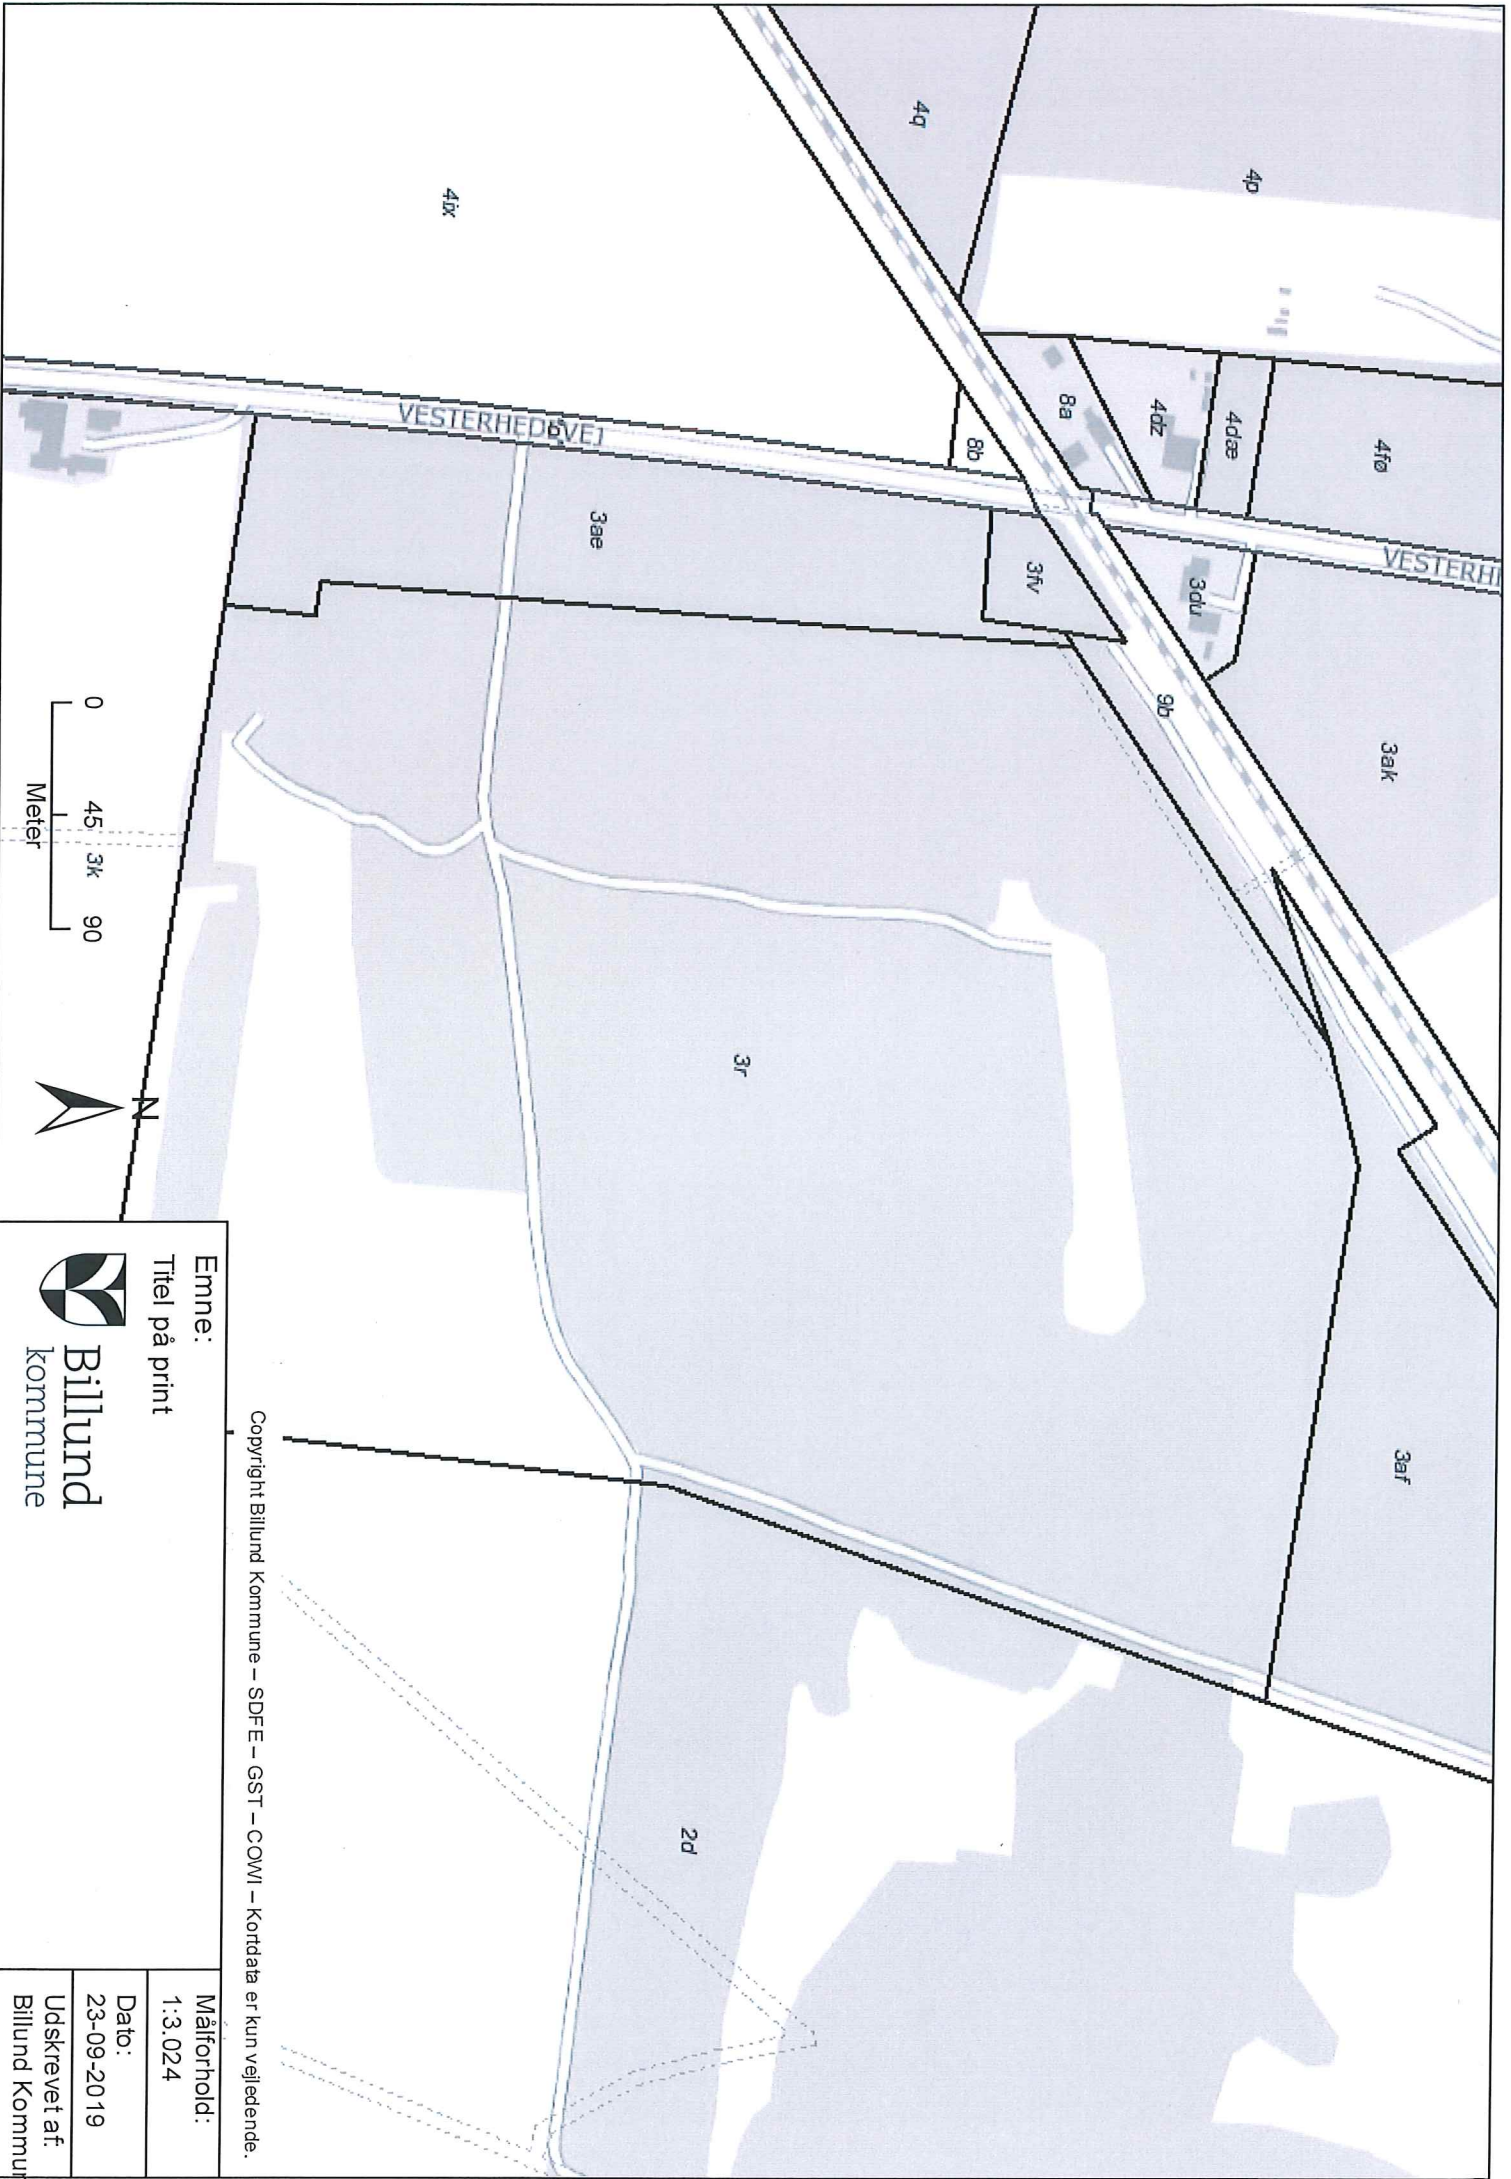 4q
4p
4ix
8a
4dz
4dæ
4fø
8b
VESTERHEDEVEJ
VESTERH
3ae
3fv
3du
9b
3ak
3r
3af
2d
0 45 90
3k
Meter
N
Copyright Billund Kommune – SDFE – GST – COWI – Kortdata er kun vejledende.
Emne:
Titel på print
Billund
kommune
Målforhold:
1:3.024
Dato:
23-09-2019
Udskrevet af:
Billund Kommun